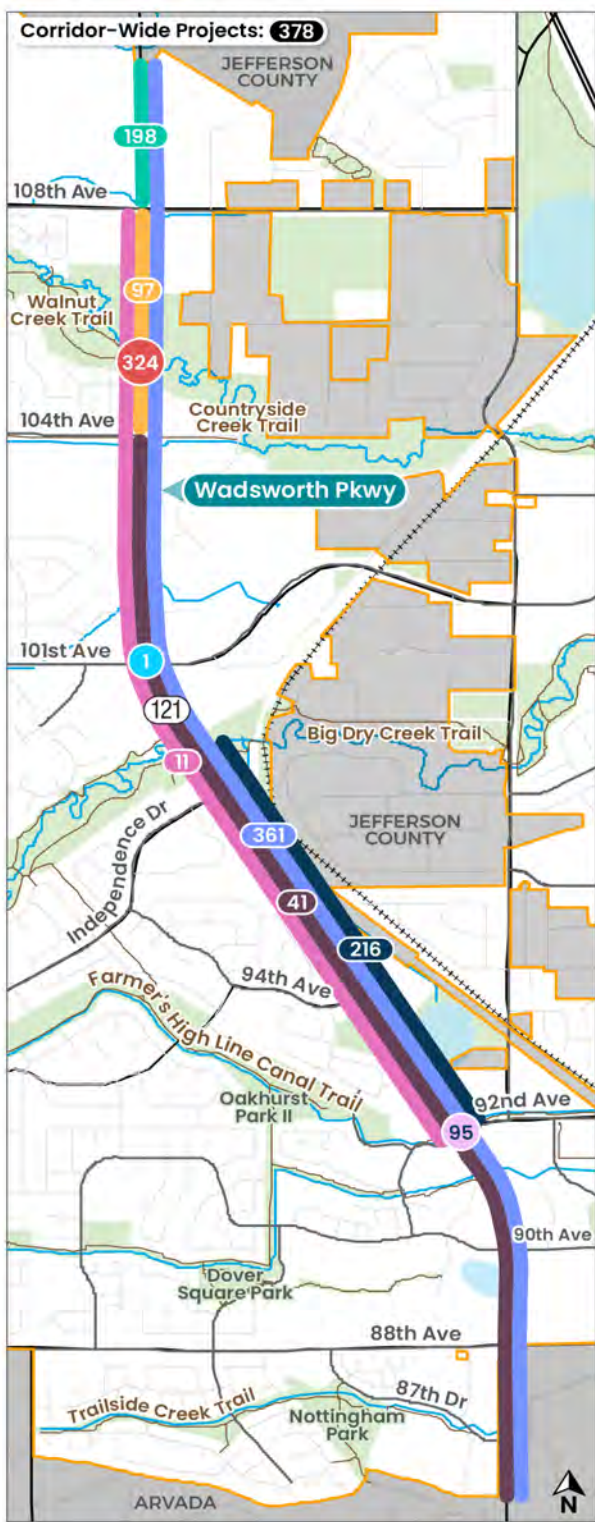 Corridor-Wide Projects: 378
JEFFERSON
COUNTY
198
108th Ave
97
Walnut
Creek Trail
324
Countryside
Creek Trail
104th Ave
Wadsworth Pkwy
101st Ave
1
121
Big Dry Creek Trail
11
Independence Dr
361
JEFFERSON
COUNTY
41
216
94th Ave
Farmer's High Line Canal Trail
Oakhurst
Park II
92nd Ave
95
90th Ave
Dover
Square Park
88th Ave
87th Dr
Trailside Creek Trail
Nottingham
Park
ARVADA
N